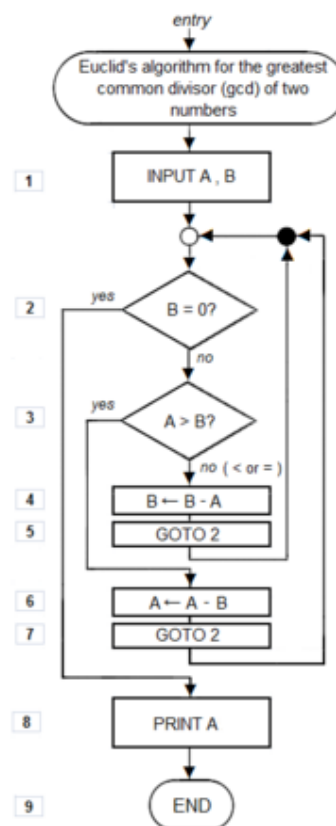 entry
Euclid's algorithm for the greatest
common divisor (gcd) of two
numbers
1
INPUT A , B
2
yes
B = 0?
no
3
yes
A > B?
no ( < or = )
4
B ← B - A
5
GOTO 2
6
A ← A - B
7
GOTO 2
8
PRINT A
9
END